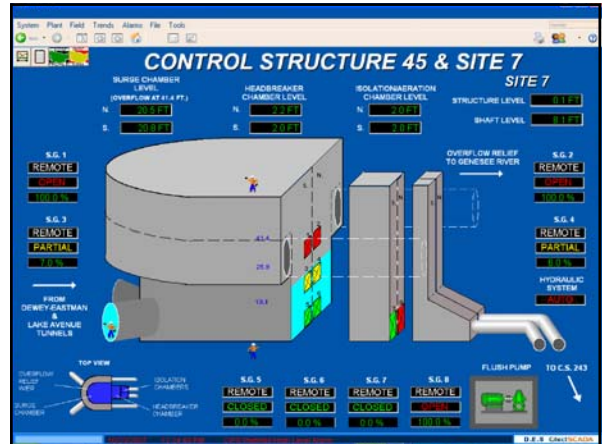 System Plant Field Trends Alarms File Tools
CONTROL STRUCTURE 45 & SITE 7
SITE 7
SURGE CHAMBER
LEVEL
(OVERFLOW AT 41.4 FT.)
N. 20.5 FT
S. 20.8 FT
HEADBREAKER
CHAMBER LEVEL
N. 2.2 FT
S. 2.0 FT
ISOLATION/AERATION
CHAMBER LEVEL
N. 2.0 FT
S. 2.0 FT
STRUCTURE LEVEL 0.1 FT
SHAFT LEVEL 8.1 FT
OVERFLOW RELIEF
TO GENESEE RIVER
S.G. 1
REMOTE
OPEN
100.0 %
S.G. 3
REMOTE
PARTIAL
7.0 %
FROM
DEWEY-EASTMAN
&
LAKE AVENUE
TUNNELS
S.G. 2
REMOTE
OPEN
100.0 %
S.G. 4
REMOTE
PARTIAL
HYDRAULIC
SYSTEM
AUTO
S. N.
41.4
TOP VIEW
OVERFLOW
RELIEF
WEIR
SURGE
CHAMBER
ISOLATION
CHAMBERS
HEADBREAKER
CHAMBER
S.G. 5
REMOTE
CLOSED
0.0 %
S.G. 6
REMOTE
CLOSED
0.0 %
S.G. 7
REMOTE
CLOSED
0.0 %
S.G. 8
REMOTE
OPEN
100.0 %
FLUSH PUMP
TO C.S. 243
D.E.S CitectSCADA